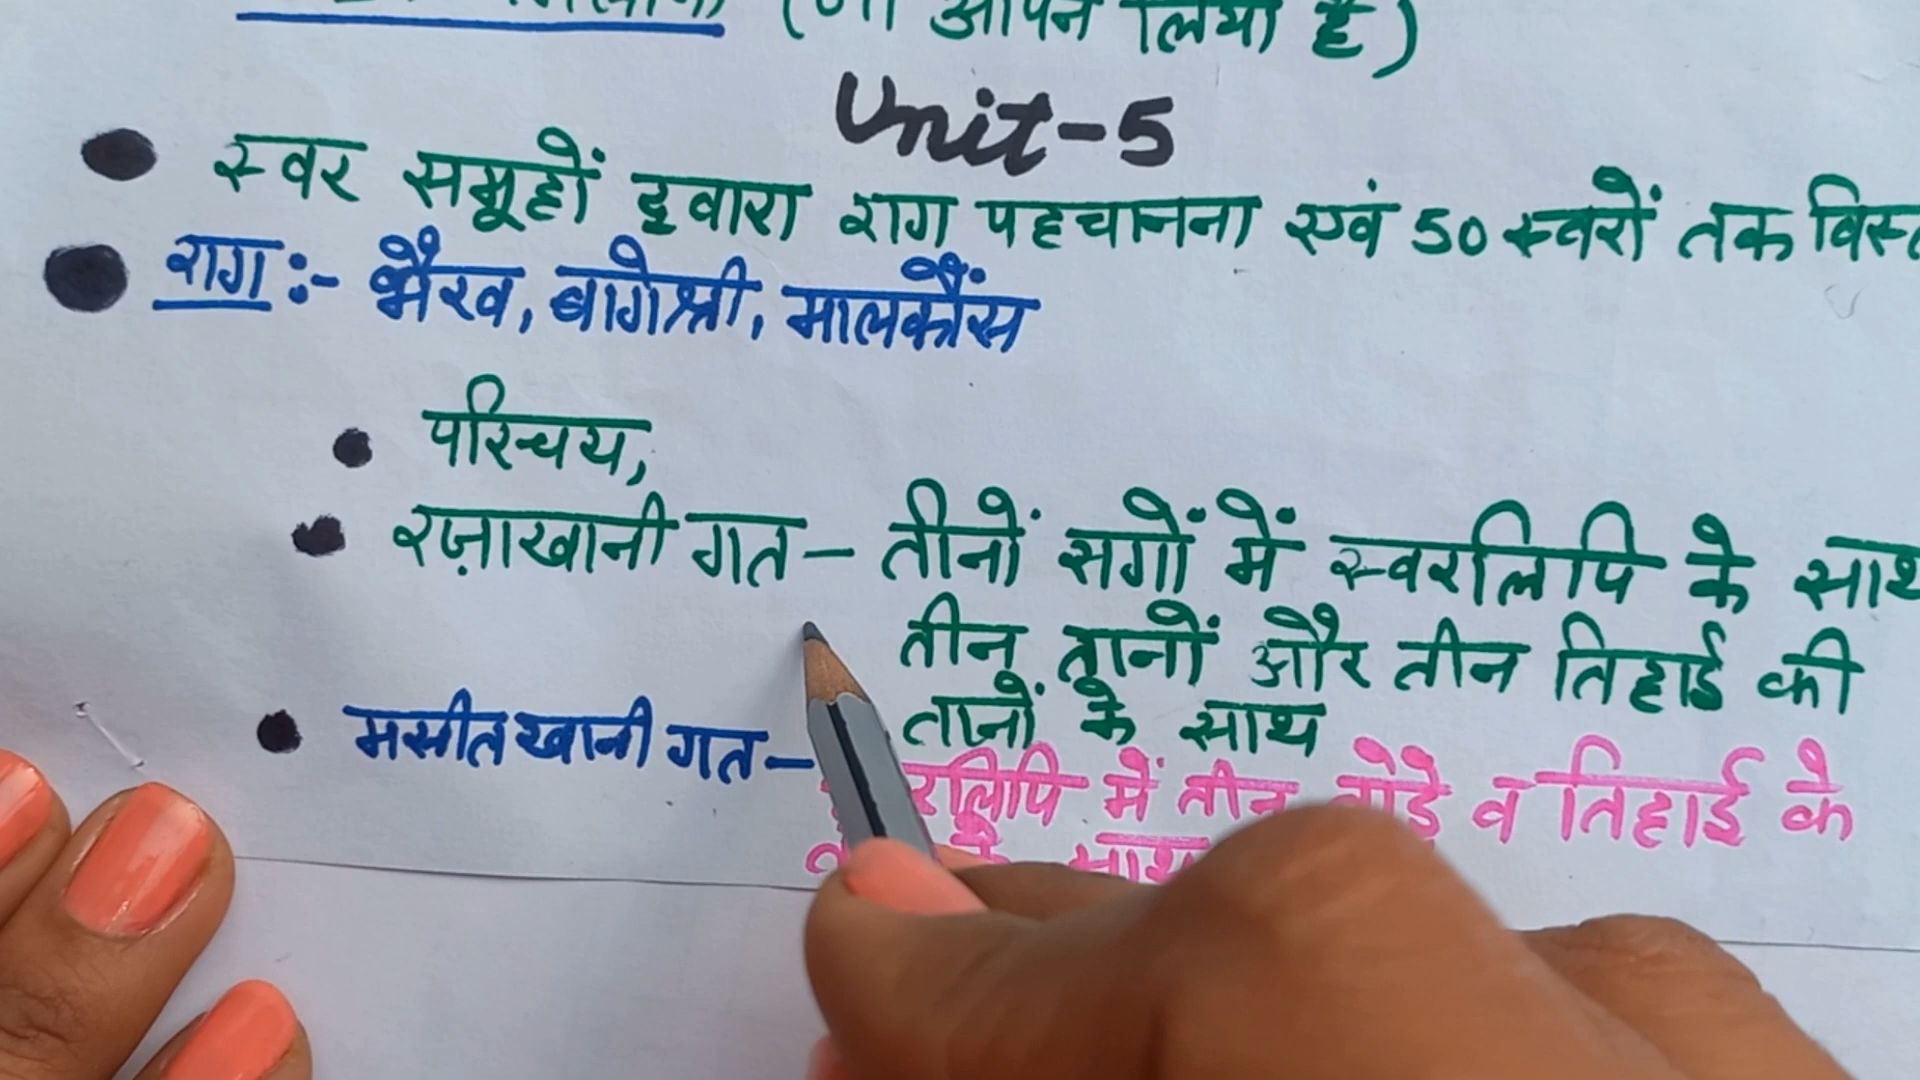 (जो आपने लिया है)
Unit-5
• स्वर समूहों द्वारा राग पहचानना एवं 50 स्वरों तक
• राग :- भैरव, बागेश्री, मालकौंस
• परिचय,
• रज़ाखानी गत – तीनों रागों में स्वरलिपि के साथ
तीन तानों और तीन तिहाई की
तानों के साथ
• मसीतखानी गत –
में तीन तोड़े व तिहाई के
साथ